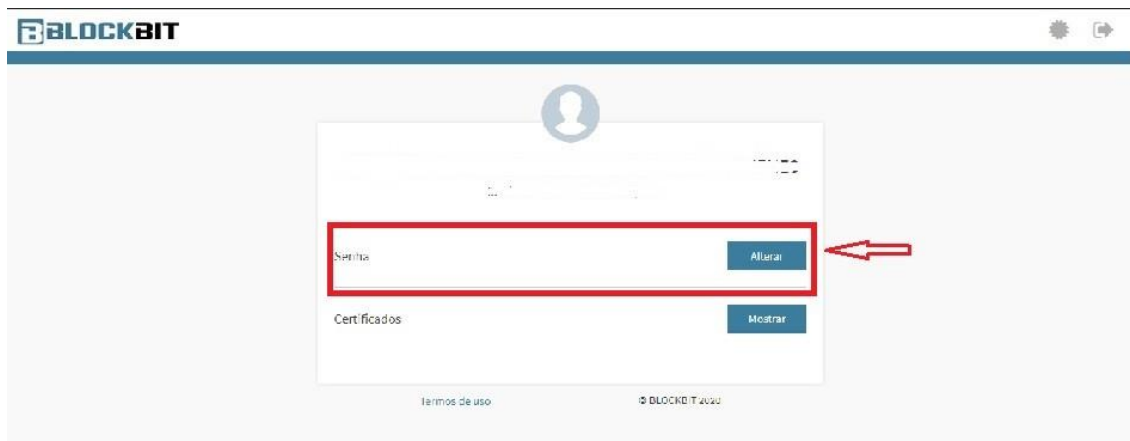 BLOCKBIT
Senha Alterar
Certificados Mostrar
Termos de uso © BLOCKBIT 2020